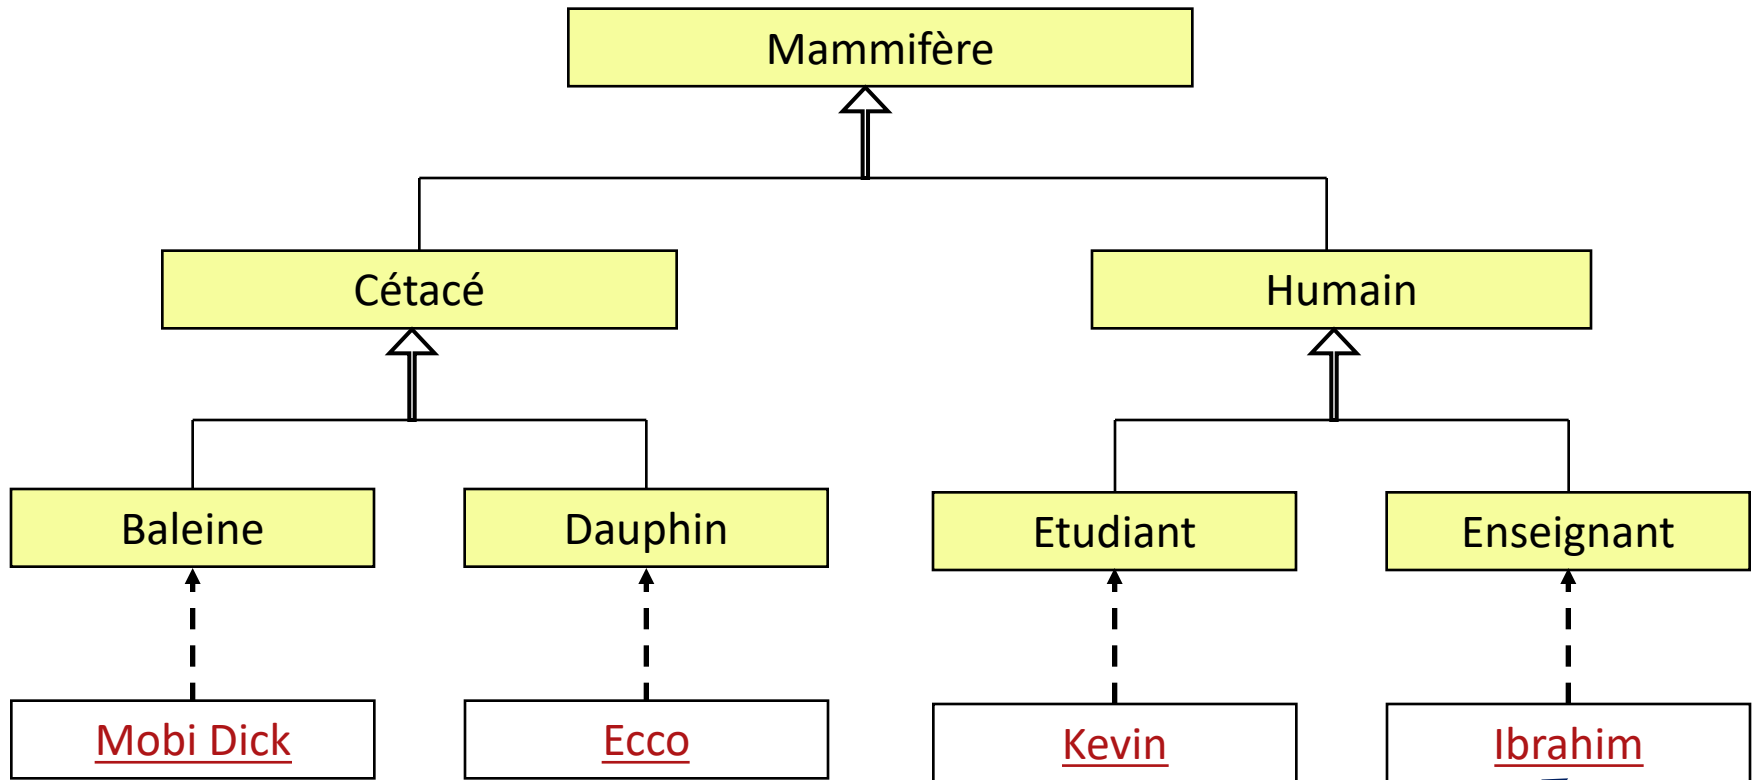 Mammifère
Cétacé
Humain
Baleine
Dauphin
Etudiant
Enseignant
Mobi Dick
Ecco
Kevin
Ibrahim